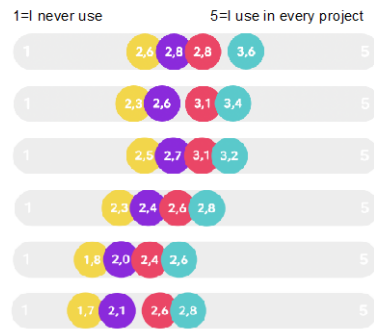 1=I never use 5=I use in every project
1 2,6 2,8 2,8 3,6 5
1 2,3 2,6 3,1 3,4 5
1 2,5 2,7 3,1 3,2 5
1 2,3 2,4 2,6 2,8 5
1 1,8 2,0 2,4 2,6 5
1 1,7 2,1 2,6 2,8 5